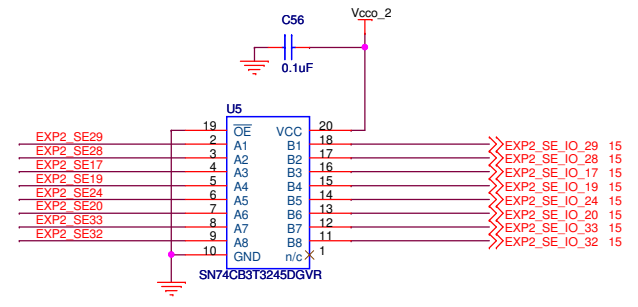 Vcco_2
C56
0.1uF
U5
19 OE VCC 20
EXP2_SE29 2 A1 B1 18 EXP2_SE_IO_29 15
EXP2_SE28 3 A2 B2 17 EXP2_SE_IO_28 15
EXP2_SE17 4 A3 B3 16 EXP2_SE_IO_17 15
EXP2_SE19 5 A4 B4 15 EXP2_SE_IO_19 15
EXP2_SE24 6 A5 B5 14 EXP2_SE_IO_24 15
EXP2_SE20 7 A6 B6 13 EXP2_SE_IO_20 15
EXP2_SE33 8 A7 B7 12 EXP2_SE_IO_33 15
EXP2_SE32 9 A8 B8 11 EXP2_SE_IO_32 15
10 GND n/c 1
SN74CB3T3245DGVR